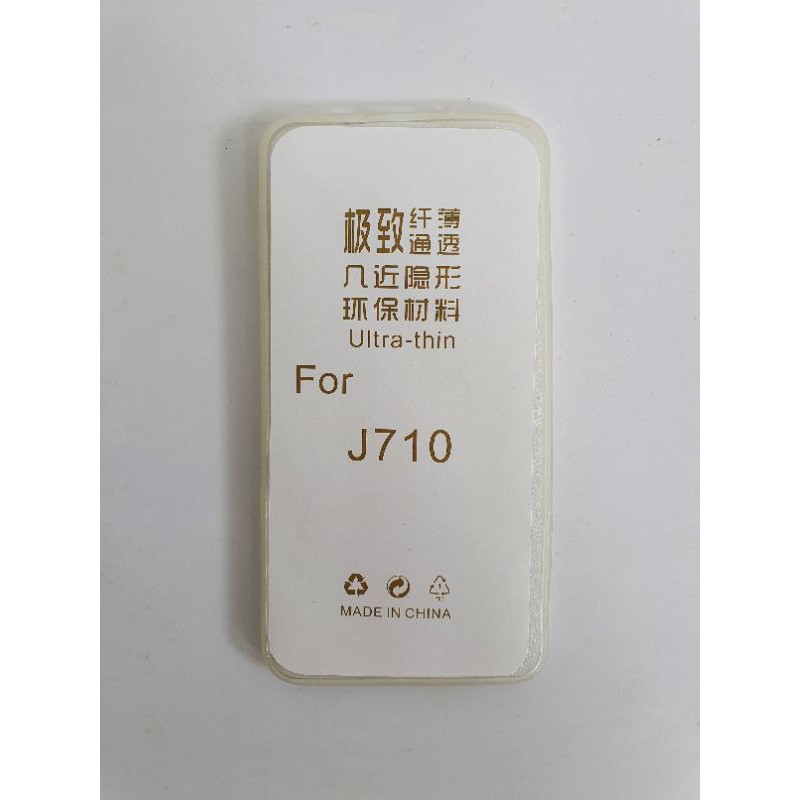 极致纤薄
通透
几近隐形
环保材料
Ultra-thin
For
J710
MADE IN CHINA